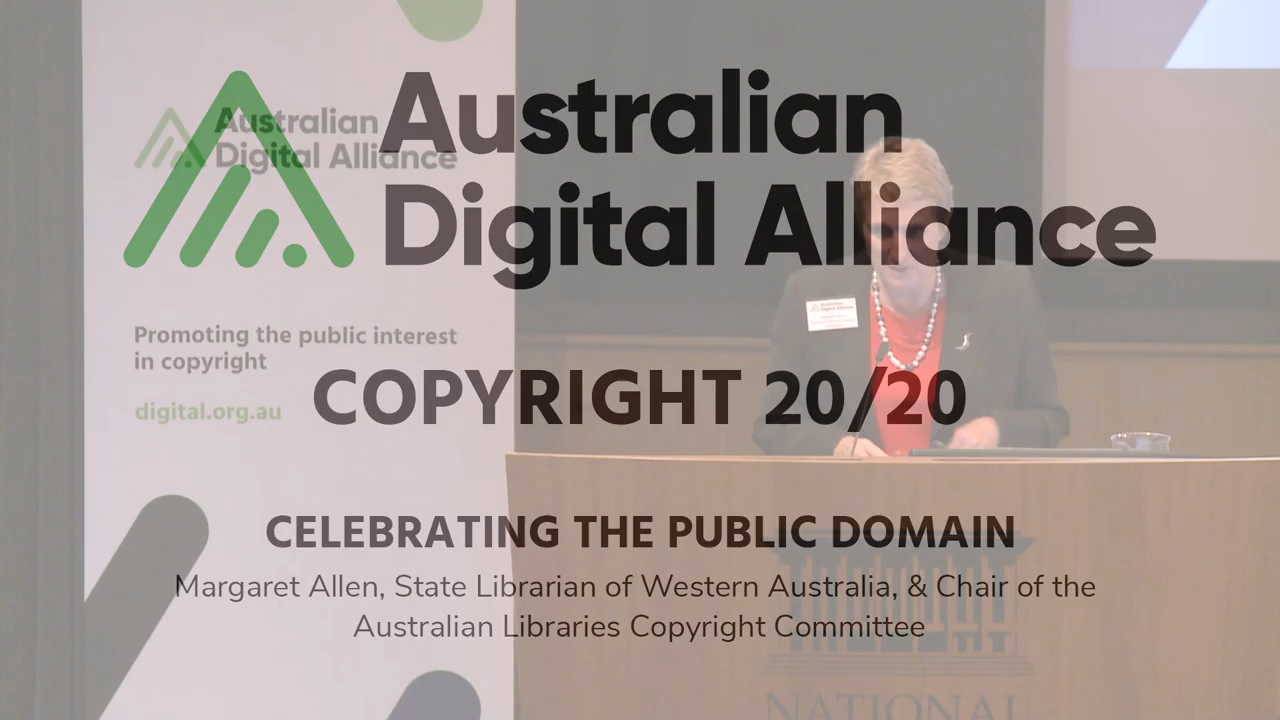 Australian
Digital Alliance
Australian
Digital Alliance
Promoting the public interest
in copyright
digital.org.au
COPYRIGHT 20/20
CELEBRATING THE PUBLIC DOMAIN
Margaret Allen, State Librarian of Western Australia, & Chair of the
Australian Libraries Copyright Committee
NATIONAL